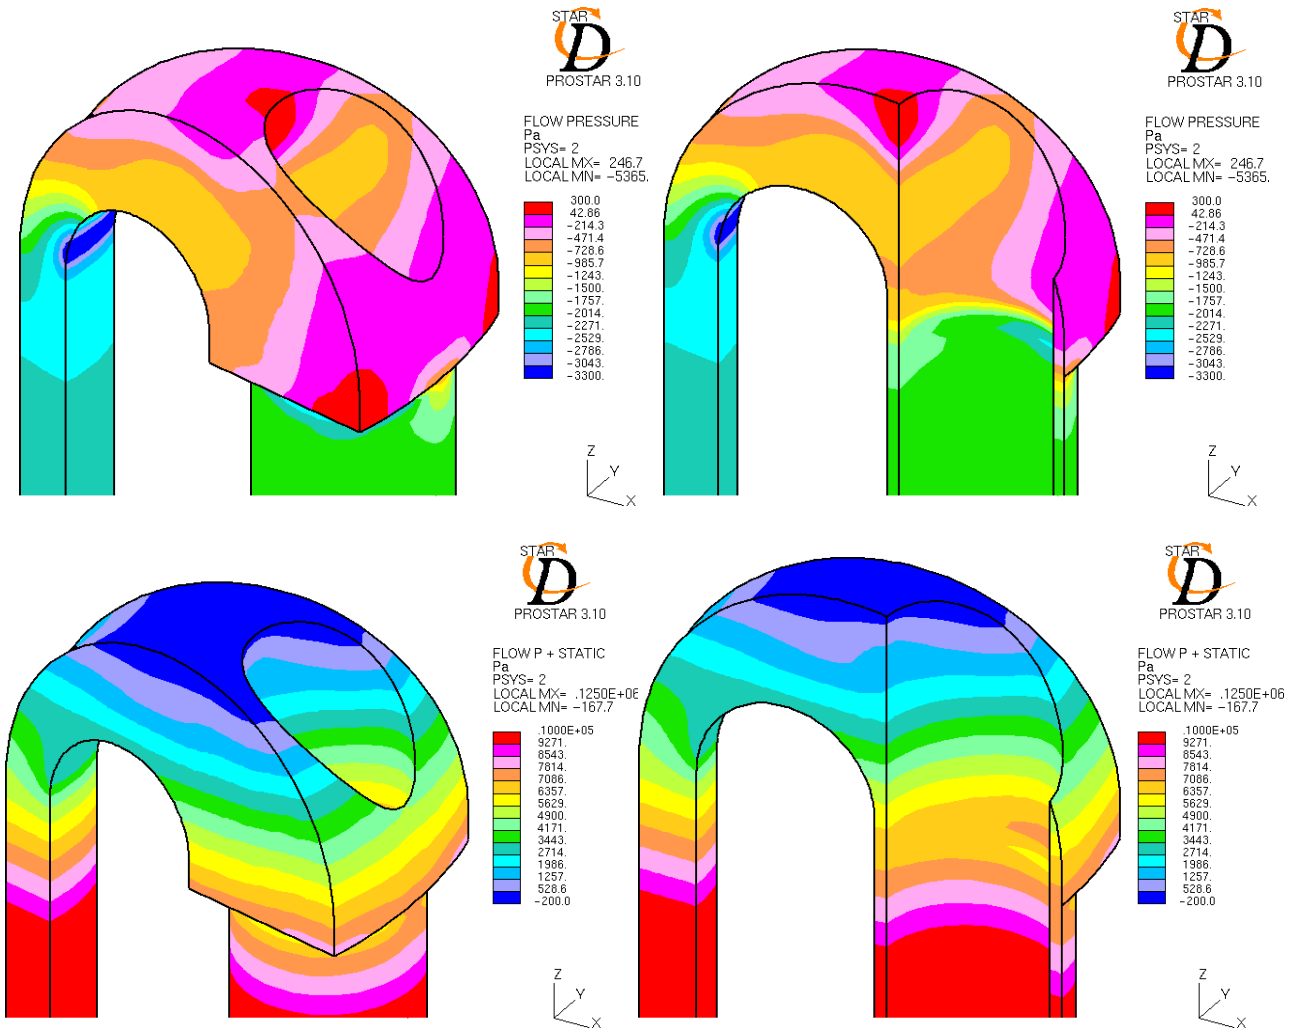 STAR
D
PROSTAR 3.10
FLOW PRESSURE
Pa
PSYS= 2
LOCAL MX= 246.7
LOCAL MN= -5365.
300.0
42.86
-214.3
-471.4
-728.6
-985.7
-1243.
-1500.
-1757.
-2014.
-2271.
-2529.
-2786.
-3043.
-3300.
Z
Y
X
STAR
D
PROSTAR 3.10
FLOW PRESSURE
Pa
PSYS= 2
LOCAL MX= 246.7
LOCAL MN= -5365.
300.0
42.86
-214.3
-471.4
-728.6
-985.7
-1243.
-1500.
-1757.
-2014.
-2271.
-2529.
-2786.
-3043.
-3300.
Z
Y
X
STAR
D
PROSTAR 3.10
FLOW P + STATIC
Pa
PSYS= 2
LOCAL MX= .1250E+06
LOCAL MN= -167.7
.1000E+05
9271.
8543.
7814.
7086.
6357.
5629.
4900.
4171.
3443.
2714.
1986.
1257.
528.6
-200.0
Z
Y
X
STAR
D
PROSTAR 3.10
FLOW P + STATIC
Pa
PSYS= 2
LOCAL MX= .1250E+06
LOCAL MN= -167.7
.1000E+05
9271.
8543.
7814.
7086.
6357.
5629.
4900.
4171.
3443.
2714.
1986.
1257.
528.6
-200.0
Z
Y
X